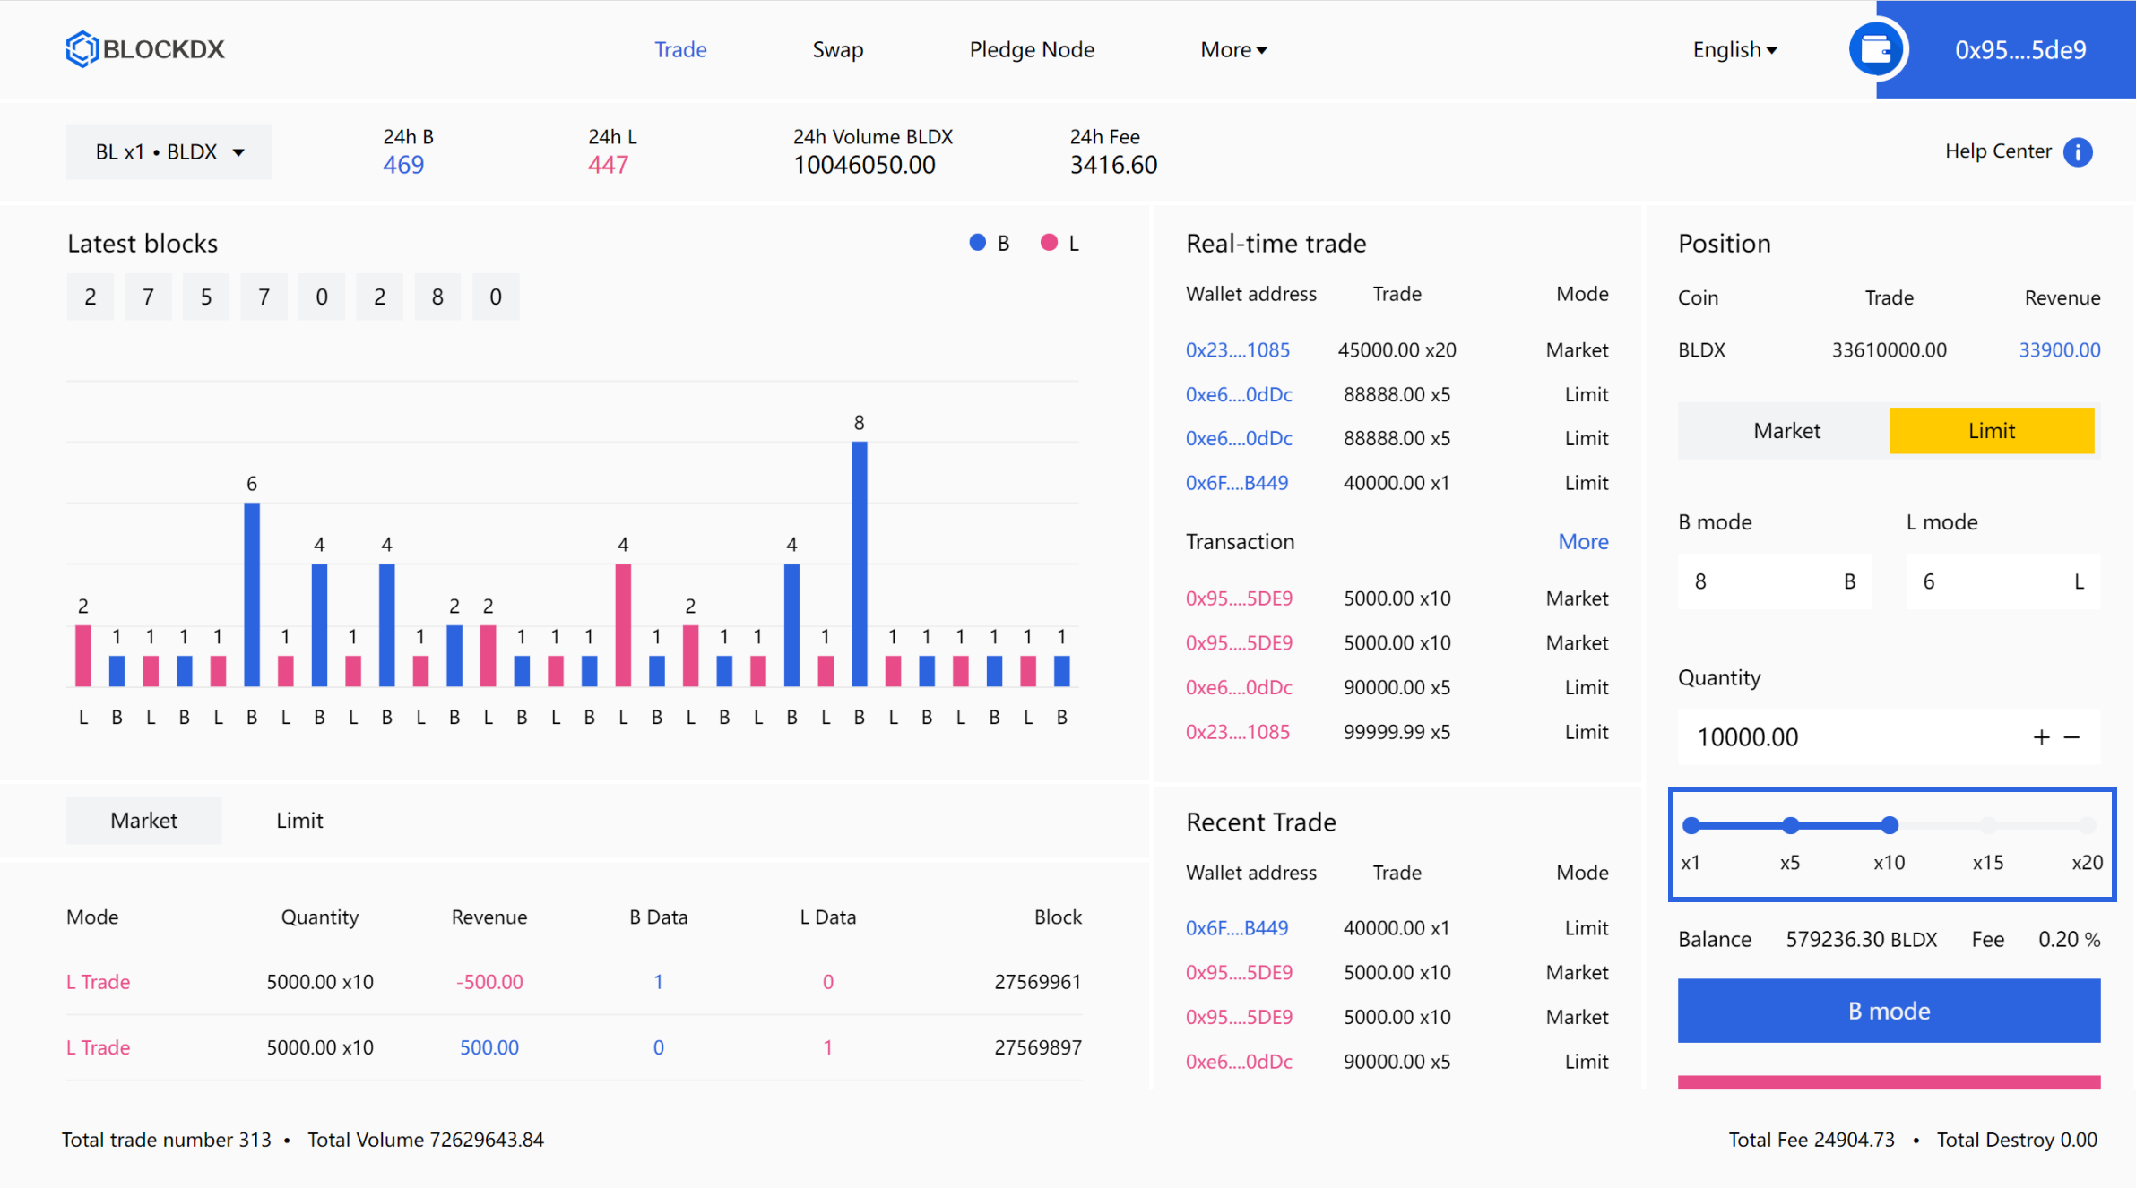 BLOCKDX
Trade Swap Pledge Node More English 0x95....5de9
BL x1 • BLDX
24h B 24h L 24h Volume BLDX 24h Fee
469 447 10046050.00 3416.60
Help Center
Latest blocks
B L
2 7 5 7 0 2 8 0
2 1 1 1 1 6 1 4 1 4 1 2 2 1 1 1 4 1 2 1 1 4 1 8 1 1 1 1 1 1
L B L B L B L B L B L B L B L B L B L B L B L B L B L B L B
Real-time trade
Wallet address Trade Mode
0x23....1085 45000.00 x20 Market
0xe6....0dDc 88888.00 x5 Limit
0xe6....0dDc 88888.00 x5 Limit
0x6F....B449 40000.00 x1 Limit
Transaction More
0x95....5DE9 5000.00 x10 Market
0x95....5DE9 5000.00 x10 Market
0xe6....0dDc 90000.00 x5 Limit
0x23....1085 99999.99 x5 Limit
Position
Coin Trade Revenue
BLDX 33610000.00 33900.00
Market Limit
B mode L mode
8 B 6 L
Quantity
10000.00 + −
x1 x5 x10 x15 x20
Balance 579236.30 BLDX Fee 0.20 %
B mode
Market Limit
Mode Quantity Revenue B Data L Data Block
L Trade 5000.00 x10 -500.00 1 0 27569961
L Trade 5000.00 x10 500.00 0 1 27569897
Recent Trade
Wallet address Trade Mode
0x6F....B449 40000.00 x1 Limit
0x95....5DE9 5000.00 x10 Market
0x95....5DE9 5000.00 x10 Market
0xe6....0dDc 90000.00 x5 Limit
Total trade number 313 • Total Volume 72629643.84
Total Fee 24904.73 • Total Destroy 0.00